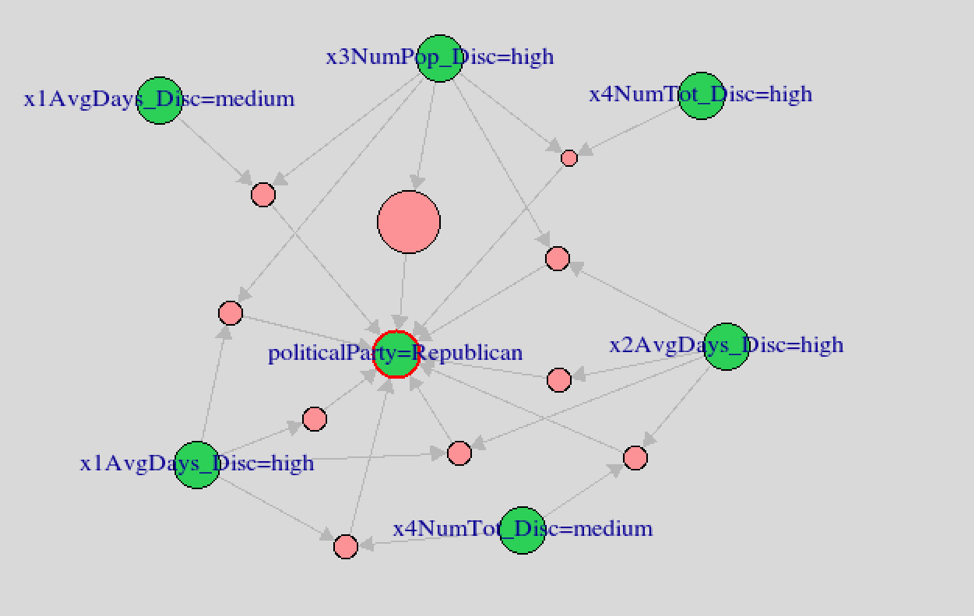 x3NumPop_Disc=high
x1AvgDays_Disc=medium
x4NumTot_Disc=high
politicalParty=Republican
x2AvgDays_Disc=high
x1AvgDays_Disc=high
x4NumTot_Disc=medium